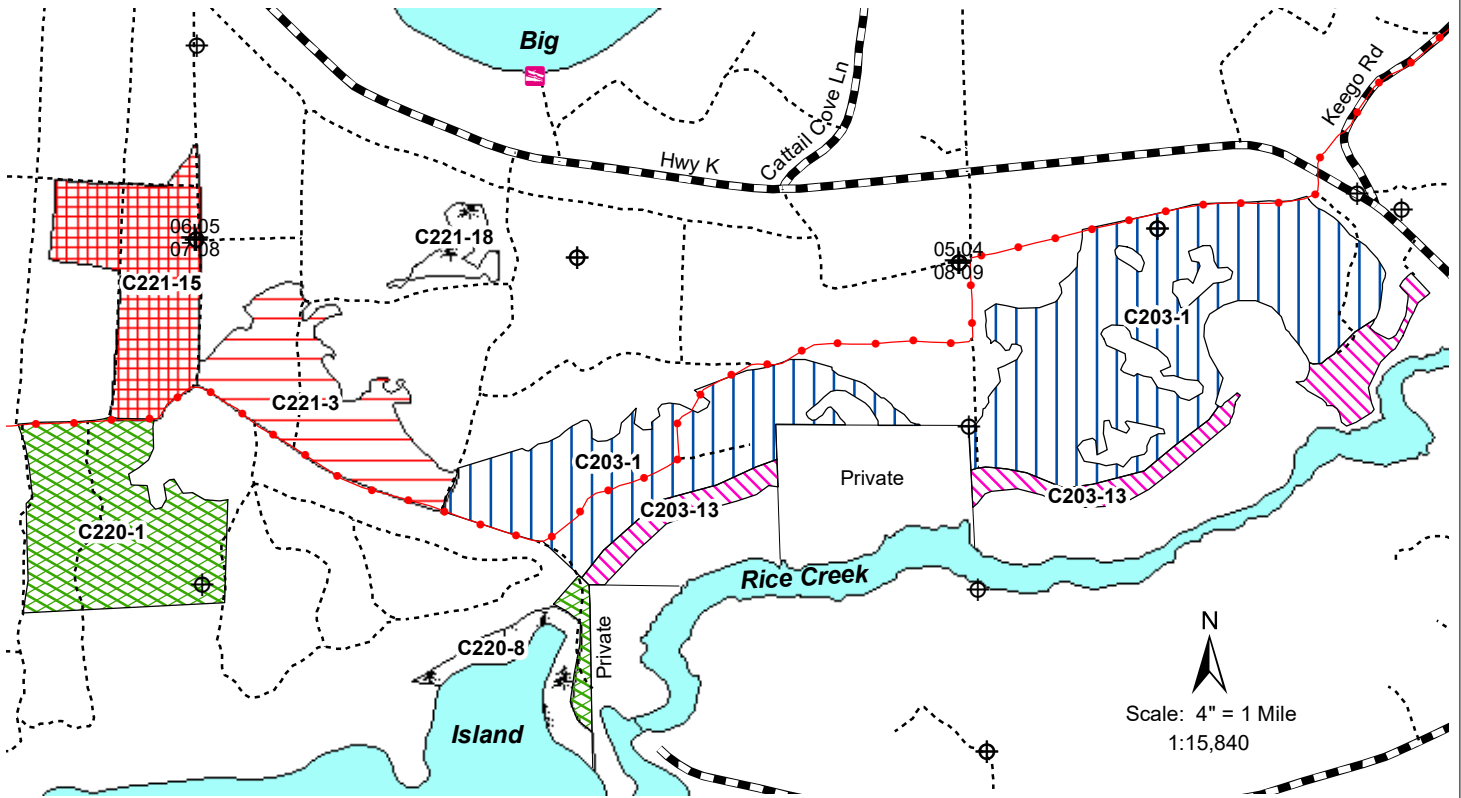 Big
Keego Rd
Cattail Cove Ln
Hwy K
06 05
07 08
C221-18
05 04
08 09
C221-15
C203-1
C221-3
C203-1
Private
C203-13
C203-13
C220-1
Rice Creek
N
Private
C220-8
Scale: 4" = 1 Mile
1:15,840
Island